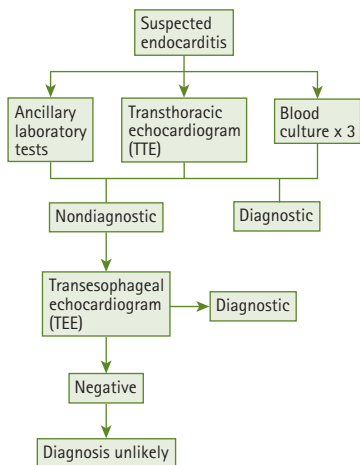 Suspected
endocarditis
Ancillary
laboratory
tests
Transthoracic
echocardiogram
(TTE)
Blood
culture x 3
Nondiagnostic
Diagnostic
Transesophageal
echocardiogram
(TEE)
Diagnostic
Negative
Diagnosis unlikely